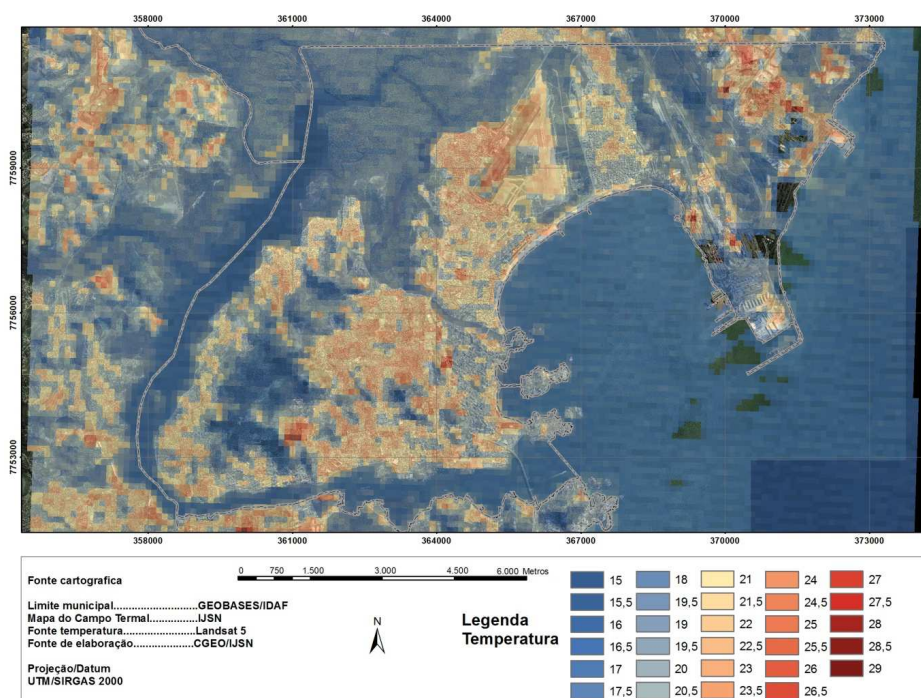 358000 361000 364000 367000 370000 373000
7759000
7756000
7753000
358000 361000 364000 367000 370000 373000
Fonte cartografica
0 750 1.500 3.000 4.500 6.000 Metros
Limite municipal..............................GEOBASES/IDAF
Mapa do Campo Termal..............IJSN
Fonte temperatura.......................Landsat 5
Fonte de elaboração....................CGEO/IJSN
Projeção/Datum
UTM/SIRGAS 2000
N
Legenda
Temperatura
15 18 21 24 27
15,5 19,5 21,5 24,5 27,5
16 19 22 25 28
16,5 19,5 22,5 25,5 28,5
17 20 23 26 29
17,5 20,5 23,5 26,5